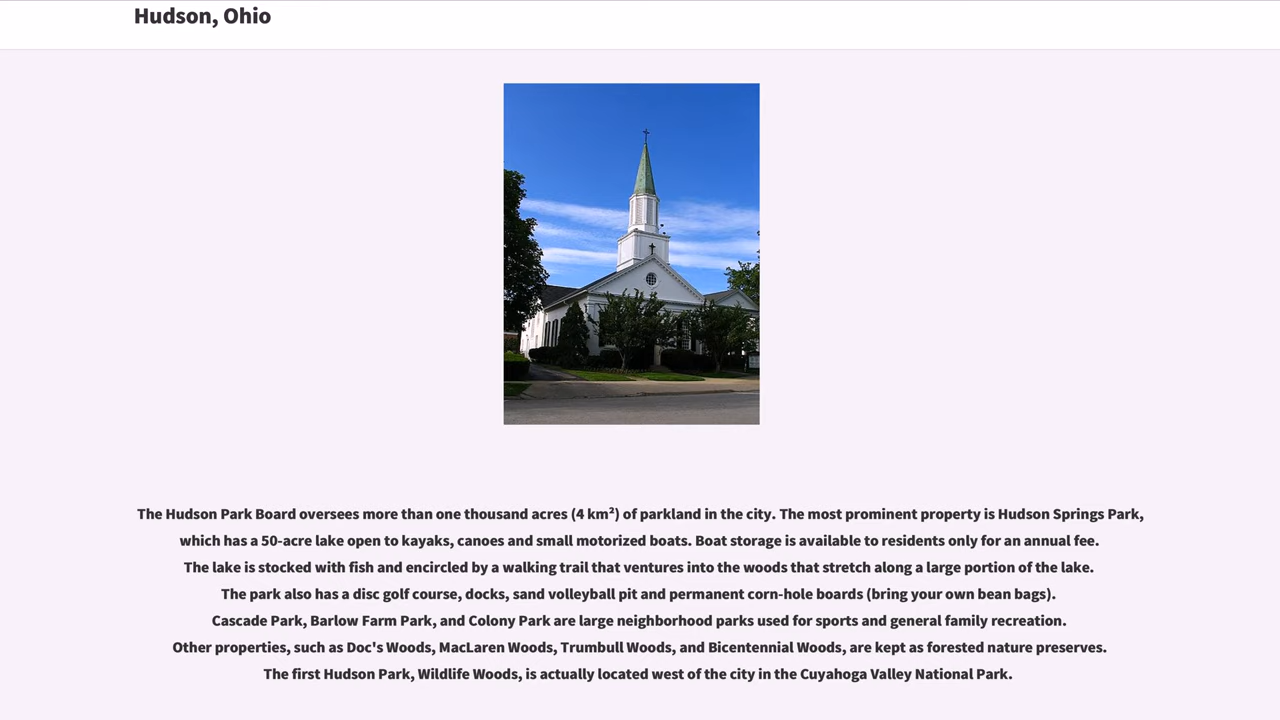 Hudson, Ohio
The Hudson Park Board oversees more than one thousand acres (4 km²) of parkland in the city. The most prominent property is Hudson Springs Park,
which has a 50-acre lake open to kayaks, canoes and small motorized boats. Boat storage is available to residents only for an annual fee.
The lake is stocked with fish and encircled by a walking trail that ventures into the woods that stretch along a large portion of the lake.
The park also has a disc golf course, docks, sand volleyball pit and permanent corn-hole boards (bring your own bean bags).
Cascade Park, Barlow Farm Park, and Colony Park are large neighborhood parks used for sports and general family recreation.
Other properties, such as Doc's Woods, MacLaren Woods, Trumbull Woods, and Bicentennial Woods, are kept as forested nature preserves.
The first Hudson Park, Wildlife Woods, is actually located west of the city in the Cuyahoga Valley National Park.